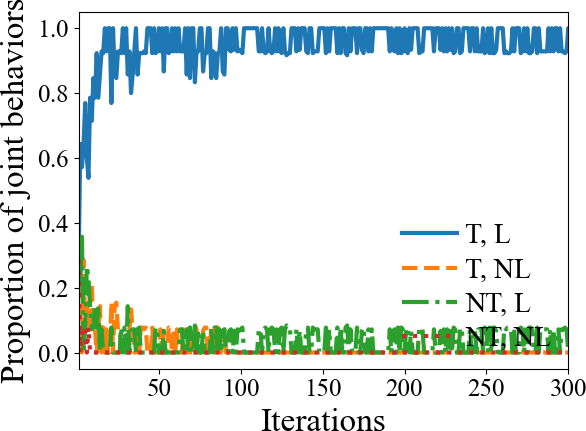 Proportion of joint behaviors
1.0
0.8
0.6
0.4
0.2
0.0
T, L
T, NL
NT, L
NT, NL
50 100 150 200 250 300
Iterations